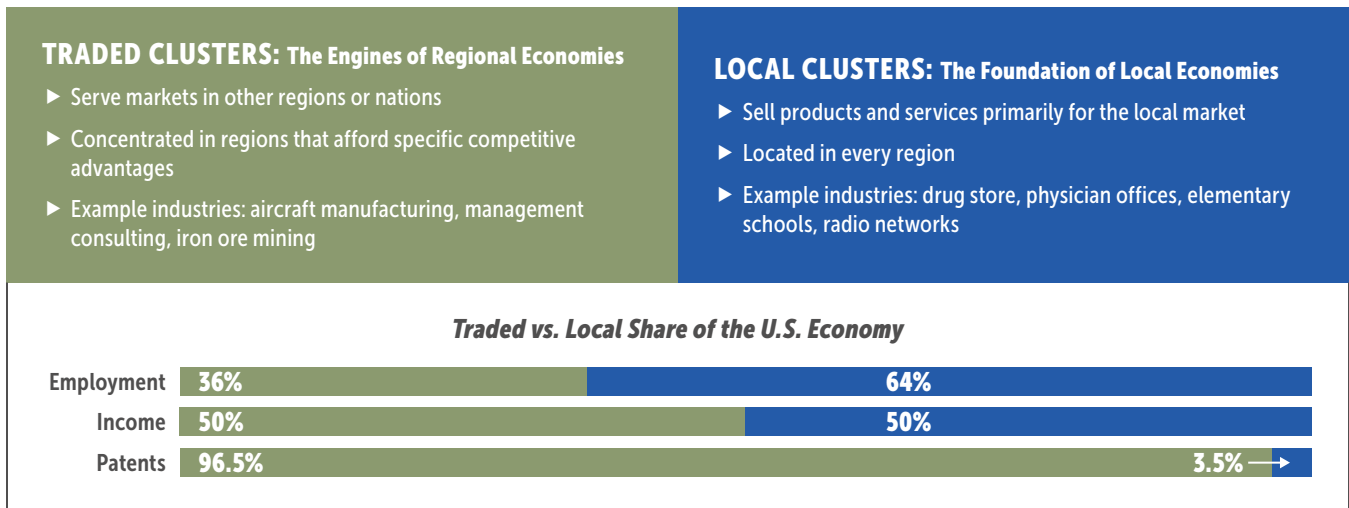 TRADED CLUSTERS: The Engines of Regional Economies
▶ Serve markets in other regions or nations
▶ Concentrated in regions that afford specific competitive
advantages
▶ Example industries: aircraft manufacturing, management
consulting, iron ore mining
LOCAL CLUSTERS: The Foundation of Local Economies
▶ Sell products and services primarily for the local market
▶ Located in every region
▶ Example industries: drug store, physician offices, elementary
schools, radio networks
Traded vs. Local Share of the U.S. Economy
Employment 36% 64%
Income 50% 50%
Patents 96.5% 3.5%